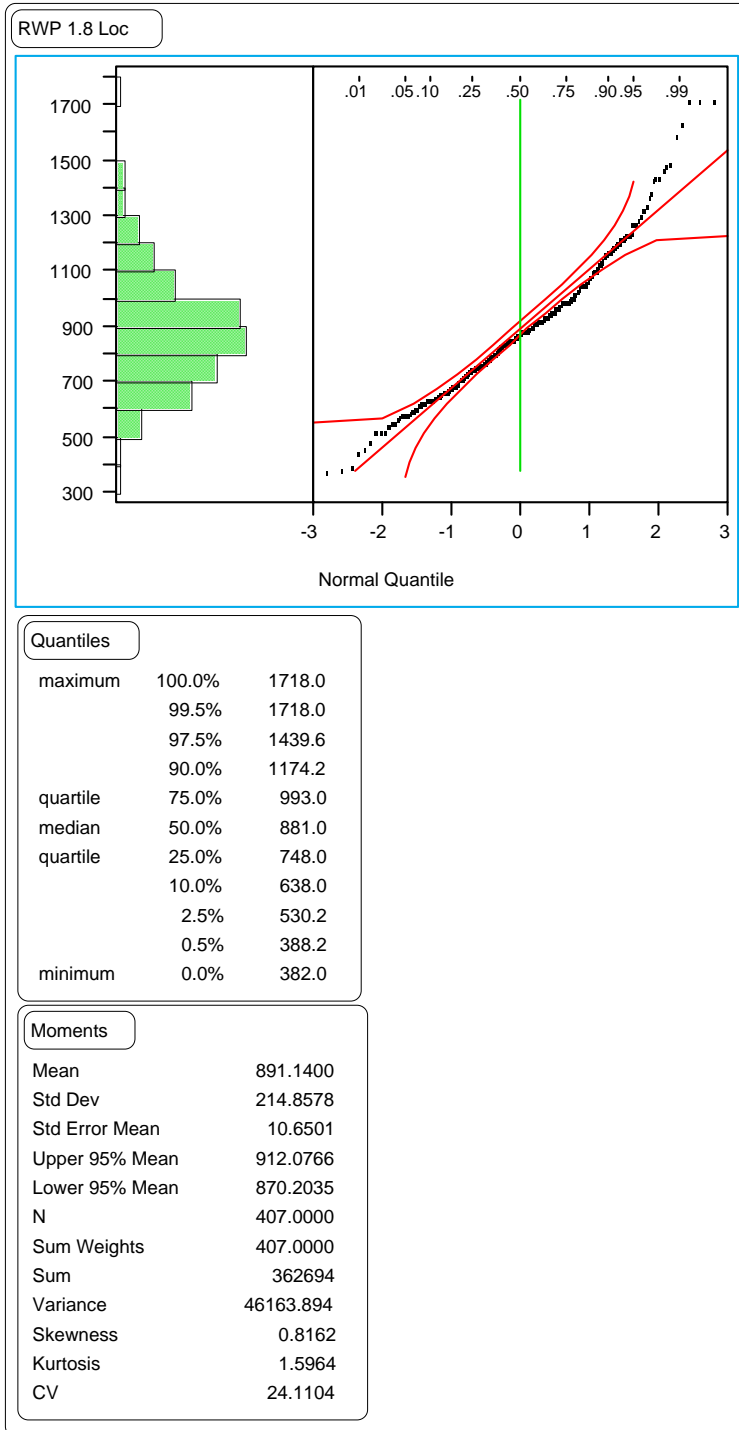 RWP 1.8 Loc
.01 .05 .10 .25 .50 .75 .90 .95 .99
1700
1500
1300
1100
900
700
500
300
-3 -2 -1 0 1 2 3
Normal Quantile
Quantiles
maximum 100.0% 1718.0
99.5% 1718.0
97.5% 1439.6
90.0% 1174.2
quartile 75.0% 993.0
median 50.0% 881.0
quartile 25.0% 748.0
10.0% 638.0
2.5% 530.2
0.5% 388.2
minimum 0.0% 382.0
Moments
Mean 891.1400
Std Dev 214.8578
Std Error Mean 10.6501
Upper 95% Mean 912.0766
Lower 95% Mean 870.2035
N 407.0000
Sum Weights 407.0000
Sum 362694
Variance 46163.894
Skewness 0.8162
Kurtosis 1.5964
CV 24.1104